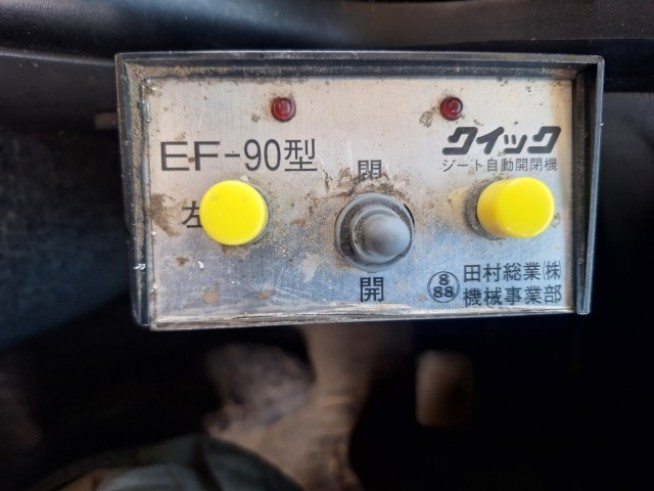 EF-90型
クイック
シート自動開閉機
閉
左
開
888
田村総業(株)
機械事業部